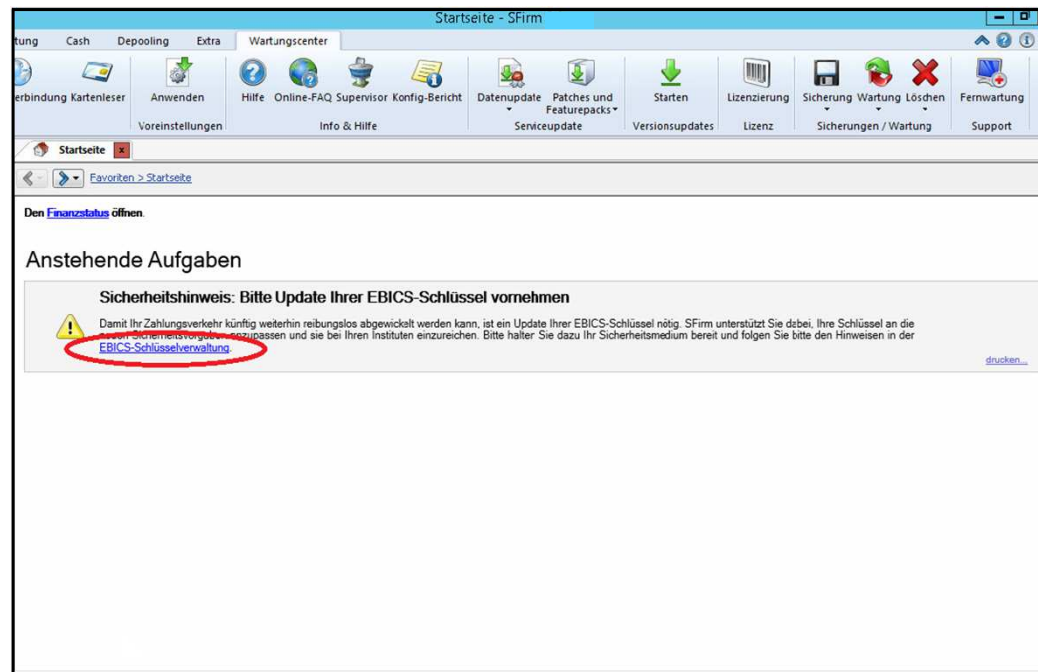 Startseite - SFirm
tung Cash Depooling Extra Wartungscenter
erbindung Kartenleser Anwenden Hilfe Online-FAQ Supervisor Konfig-Bericht Datenupdate Patches und Featurepacks Starten Lizenzierung Sicherung Wartung Löschen Fernwartung
Voreinstellungen Info & Hilfe Serviceupdate Versionsupdates Lizenz Sicherungen / Wartung Support
Startseite x
Favoriten > Startseite
Den Finanzstatus öffnen.
Anstehende Aufgaben
Sicherheitshinweis: Bitte Update Ihrer EBICS-Schlüssel vornehmen
Damit Ihr Zahlungsverkehr künftig weiterhin reibungslos abgewickelt werden kann, ist ein Update Ihrer EBICS-Schlüssel nötig. SFirm unterstützt Sie dabei, Ihre Schlüssel an die
neuen Sicherheitsvorgaben anzupassen und sie bei Ihren Instituten einzureichen. Bitte halter Sie dazu Ihr Sicherheitsmedium bereit und folgen Sie bitte den Hinweisen in der
EBICS-Schlüsselverwaltung.
drucken...